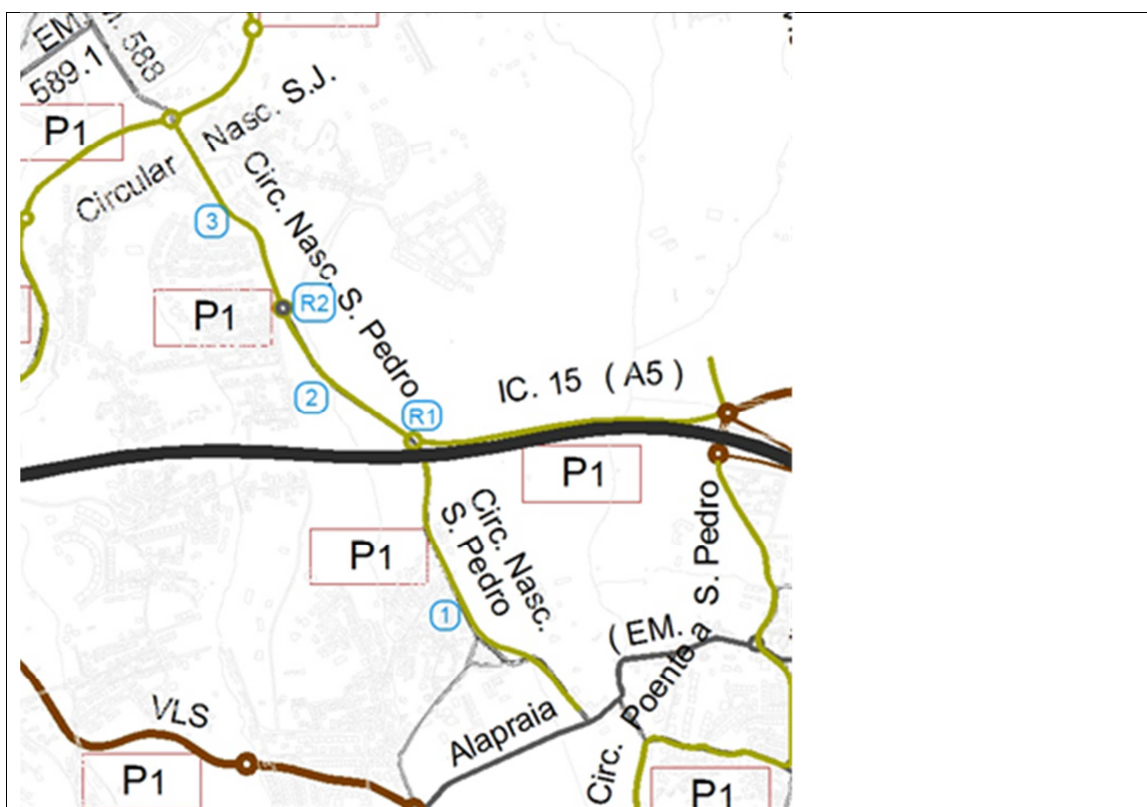 EM.
M. 588
589.1
P1
Nasc. S.J.
Circular
Circ. Nasc. S. Pedro
3
P1
R2
2
R1
IC. 15 ( A5 )
P1
Circ. Nasc.
S. Pedro
P1
1
S. Pedro
( EM.
Poente a
Circ.
VLS
Alapraia
P1
P1